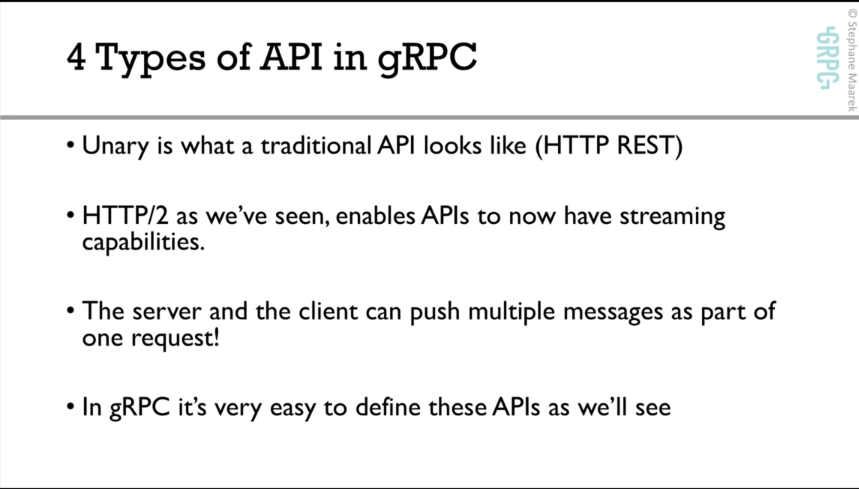 4 Types of API in gRPC
© Stephane Maarek
gRPC
• Unary is what a traditional API looks like (HTTP REST)
• HTTP/2 as we've seen, enables APIs to now have streaming
capabilities.
• The server and the client can push multiple messages as part of
one request!
• In gRPC it's very easy to define these APIs as we'll see